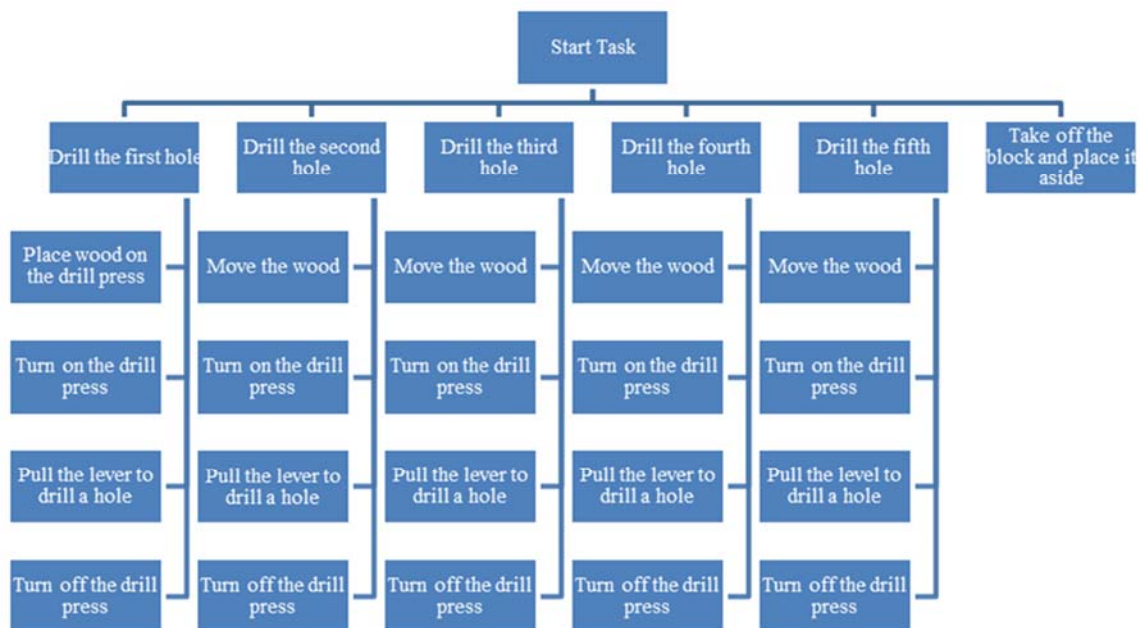 Start Task
Drill the first hole
Drill the second
hole
Drill the third
hole
Drill the fourth
hole
Drill the fifth
hole
Take off the
block and place it
aside
Place wood on
the drill press
Move the wood
Move the wood
Move the wood
Move the wood
Turn on the drill
press
Turn on the drill
press
Turn on the drill
press
Turn on the drill
press
Turn on the drill
press
Pull the lever to
drill a hole
Pull the lever to
drill a hole
Pull the lever to
drill a hole
Pull the lever to
drill a hole
Pull the level to
drill a hole
Turn off the drill
press
Turn off the drill
press
Turn off the drill
press
Turn off the drill
press
Turn off the drill
press